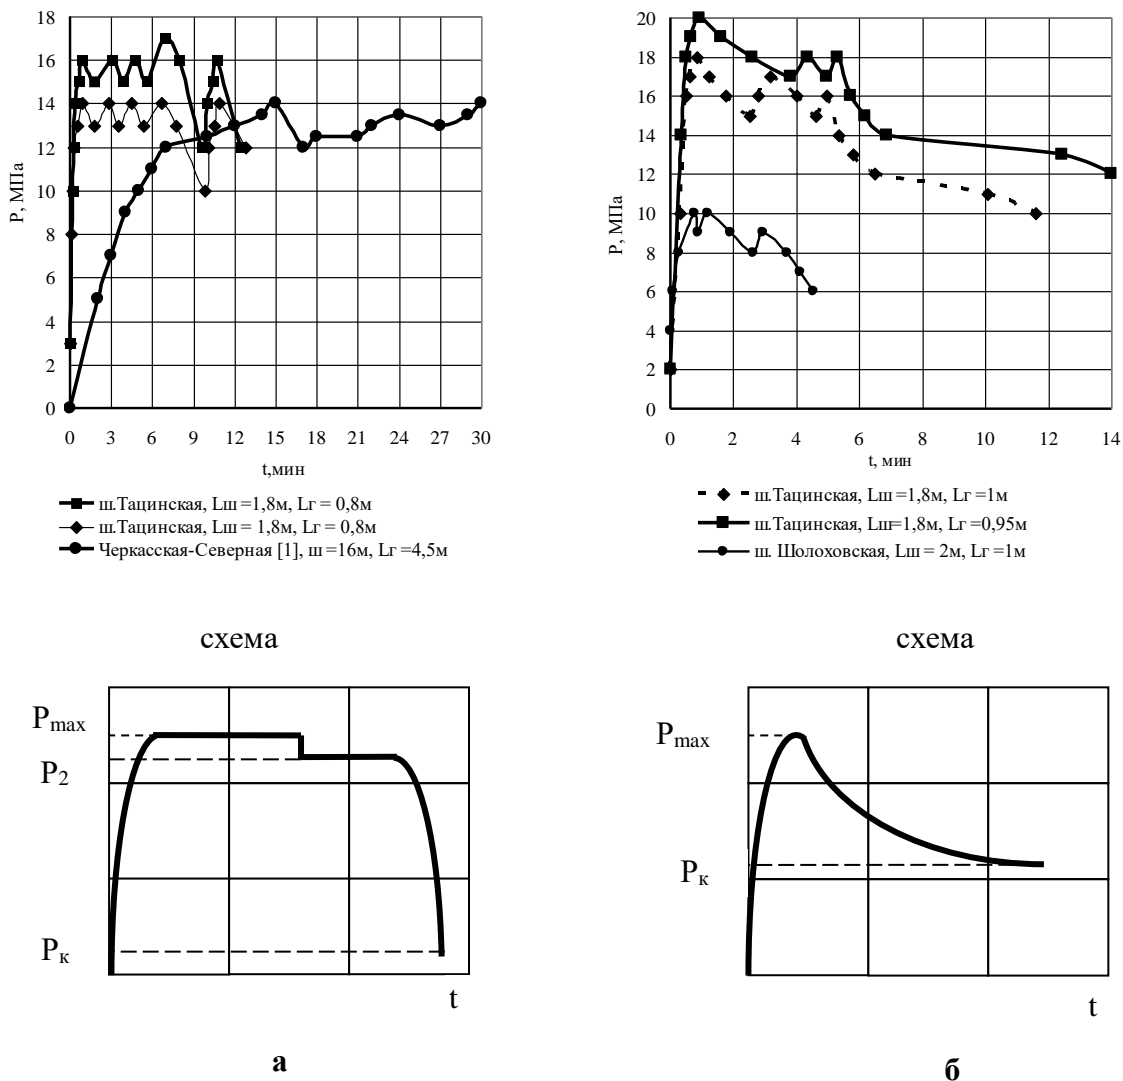 18
16
14
12
10
8
6
4
2
0
P, МПа
0 3 6 9 12 15 18 21 24 27 30
t,мин
ш.Тацинская, Lш =1,8м, Lг = 0,8м
ш.Тацинская, Lш = 1,8м, Lг = 0,8м
Черкасская-Северная [1], ш =16м, Lг =4,5м
20
18
16
14
12
10
8
6
4
2
0
P, МПа
0 2 4 6 8 10 12 14
t, мин
ш.Тацинская, Lш =1,8м, Lг =1м
ш.Тацинская, Lш=1,8м, Lг =0,95м
ш. Шолоховская, Lш = 2м, Lг =1м
схема
Pmax
P2
Pк
t
а
схема
Pmax
Pк
t
б